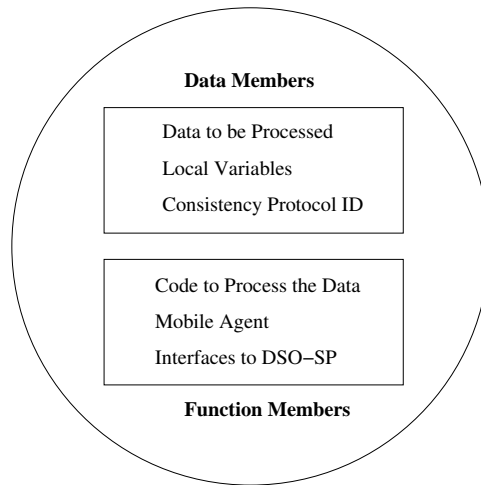 Data Members
Data to be Processed
Local Variables
Consistency Protocol ID
Code to Process the Data
Mobile Agent
Interfaces to DSO−SP
Function Members